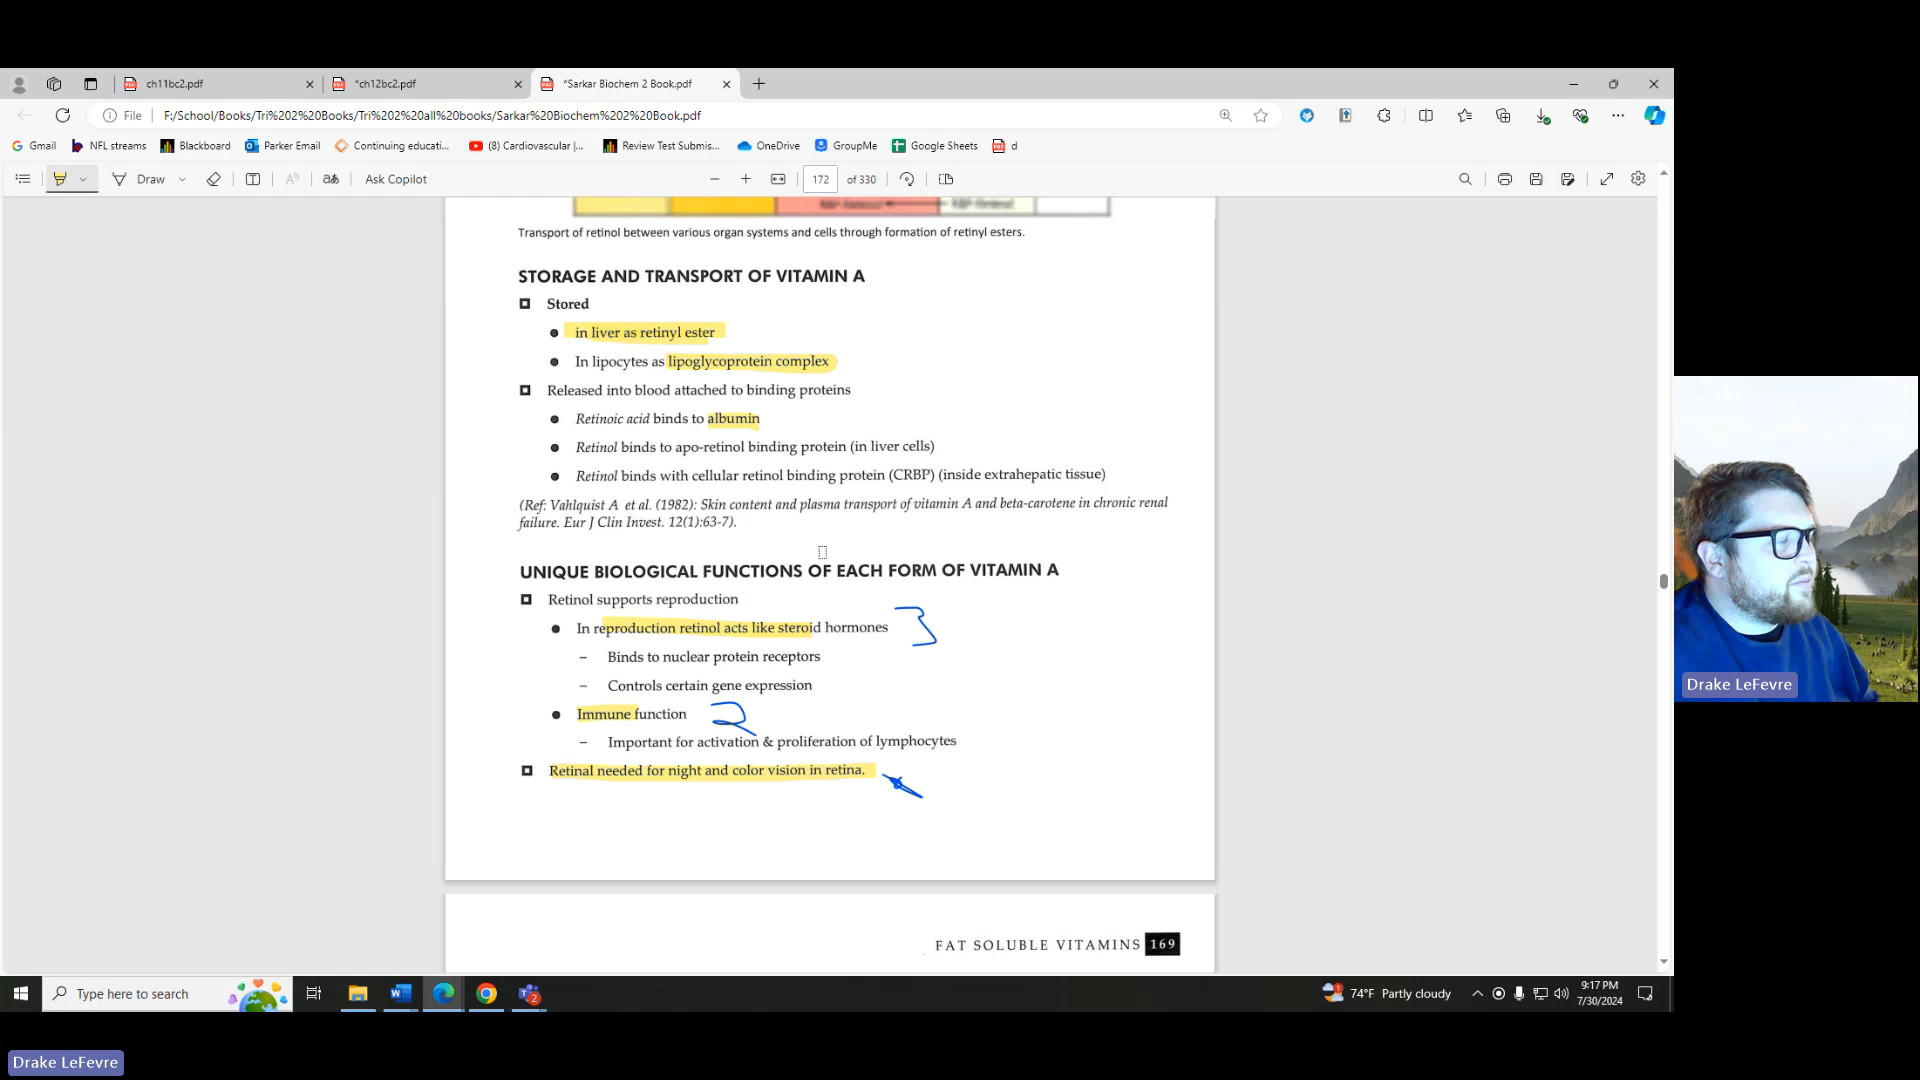 ch11bc2.pdf
*ch12bc2.pdf
*Sarkar Biochem 2 Book.pdf
File
F:/School/Books/Tri%202%20Books/Tri%202%20all%20books/Sarkar%20Biochem%202%20Book.pdf
Gmail
NFL streams
Blackboard
Parker Email
Continuing educati...
(8) Cardiovascular |...
Review Test Submis...
OneDrive
GroupMe
Google Sheets
d
Draw
Ask Copilot
172
of 330
Transport of retinol between various organ systems and cells through formation of retinyl esters.
STORAGE AND TRANSPORT OF VITAMIN A
Stored
in liver as retinyl ester
In lipocytes as lipoglycoprotein complex
Released into blood attached to binding proteins
Retinoic acid binds to albumin
Retinol binds to apo-retinol binding protein (in liver cells)
Retinol binds with cellular retinol binding protein (CRBP) (inside extrahepatic tissue)
(Ref: Vahlquist A et al. (1982): Skin content and plasma transport of vitamin A and beta-carotene in chronic renal
failure. Eur J Clin Invest. 12(1):63-7).
UNIQUE BIOLOGICAL FUNCTIONS OF EACH FORM OF VITAMIN A
Retinol supports reproduction
In reproduction retinol acts like steroid hormones
– Binds to nuclear protein receptors
– Controls certain gene expression
Immune function
– Important for activation & proliferation of lymphocytes
Retinal needed for night and color vision in retina.
FAT SOLUBLE VITAMINS 169
Drake LeFevre
Type here to search
2
1
74°F Partly cloudy
9:17 PM
7/30/2024
Drake LeFevre